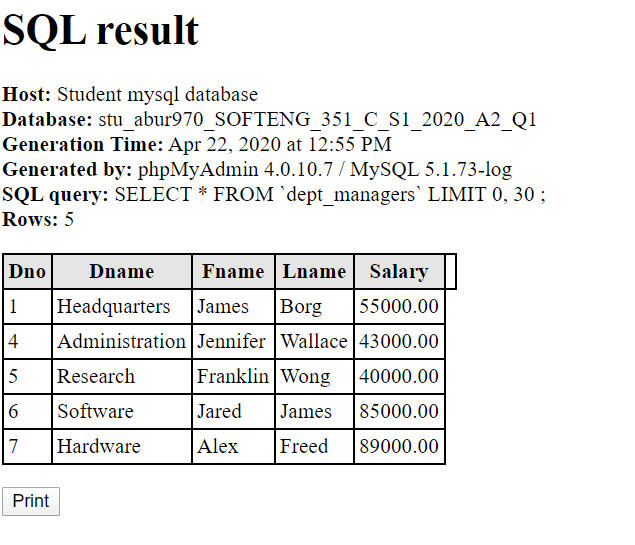 SQL result
Host: Student mysql database
Database: stu_abur970_SOFTENG_351_C_S1_2020_A2_Q1
Generation Time: Apr 22, 2020 at 12:55 PM
Generated by: phpMyAdmin 4.0.10.7 / MySQL 5.1.73-log
SQL query: SELECT * FROM `dept_managers` LIMIT 0, 30 ;
Rows: 5
Dno Dname Fname Lname Salary
1 Headquarters James Borg 55000.00
4 Administration Jennifer Wallace 43000.00
5 Research Franklin Wong 40000.00
6 Software Jared James 85000.00
7 Hardware Alex Freed 89000.00
Print